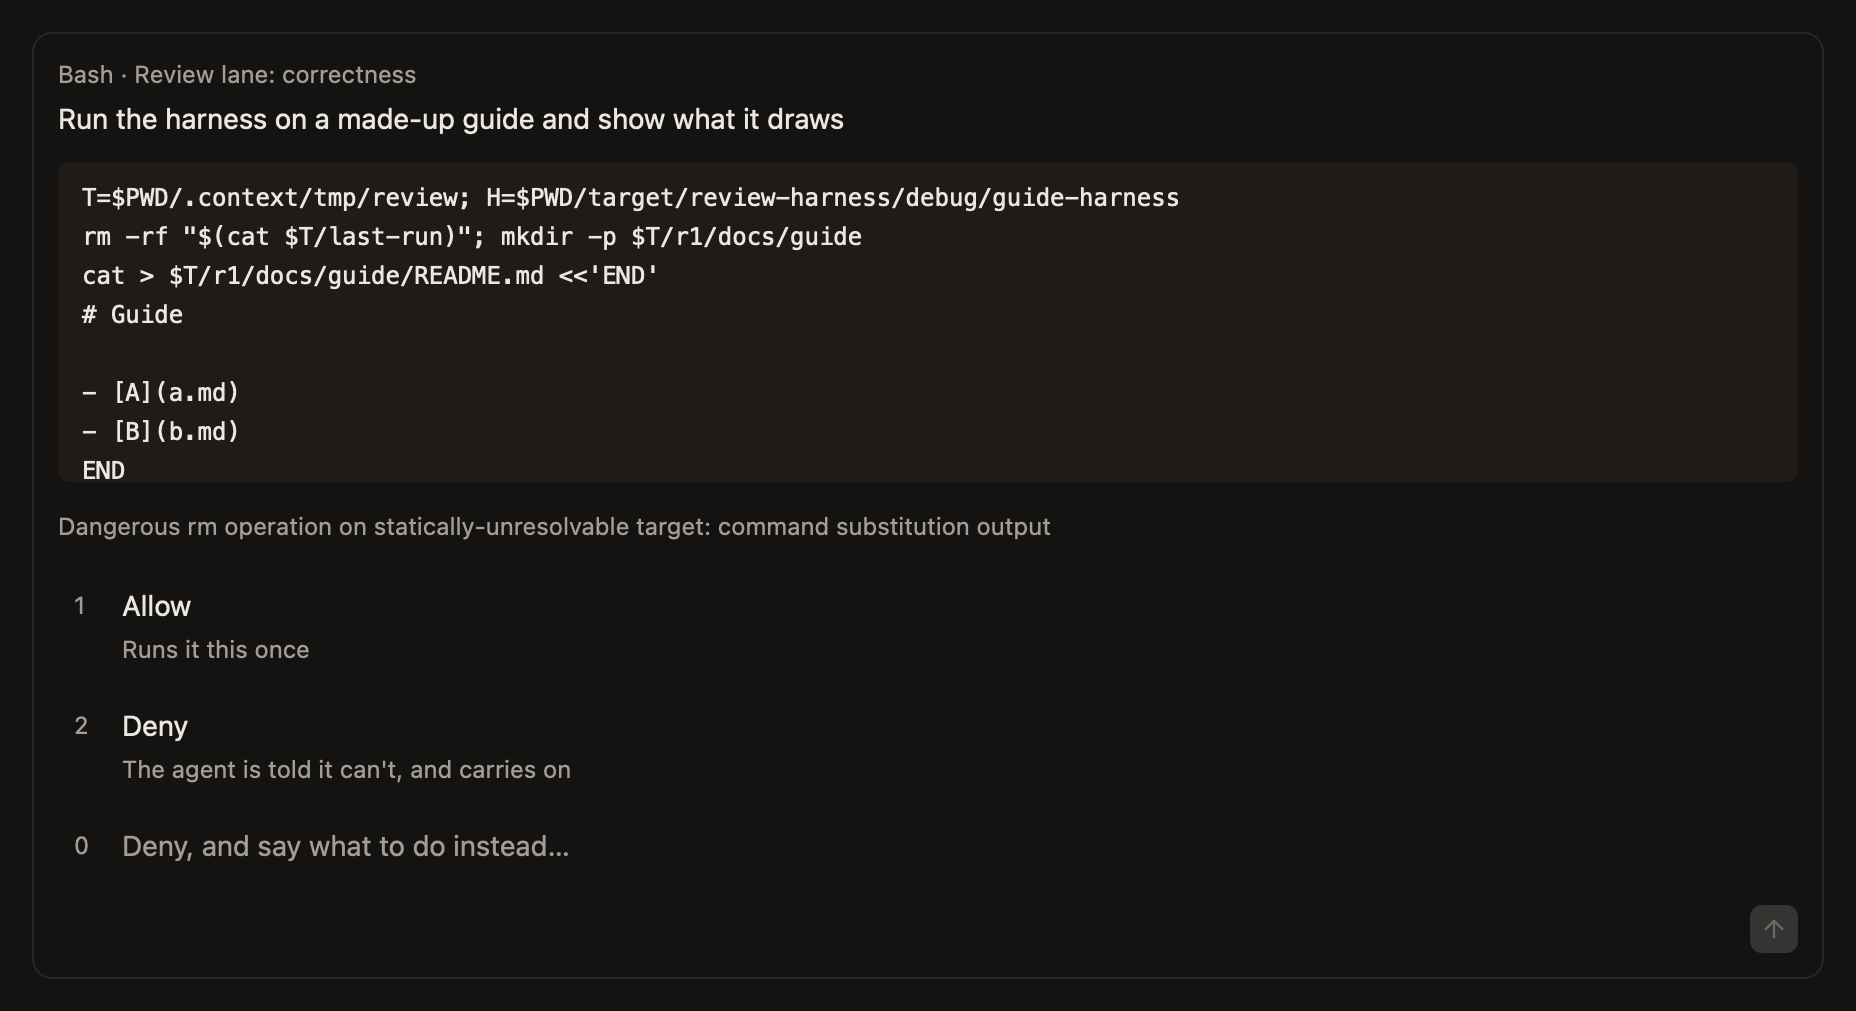 Bash · Review lane: correctness
Run the harness on a made-up guide and show what it draws
T=$PWD/.context/tmp/review; H=$PWD/target/review-harness/debug/guide-harness
rm -rf "$(cat $T/last-run)"; mkdir -p $T/r1/docs/guide
cat > $T/r1/docs/guide/README.md <<'END'
# Guide

- [A](a.md)
- [B](b.md)
END
Dangerous rm operation on statically-unresolvable target: command substitution output
1 Allow
Runs it this once
2 Deny
The agent is told it can't, and carries on
0 Deny, and say what to do instead...